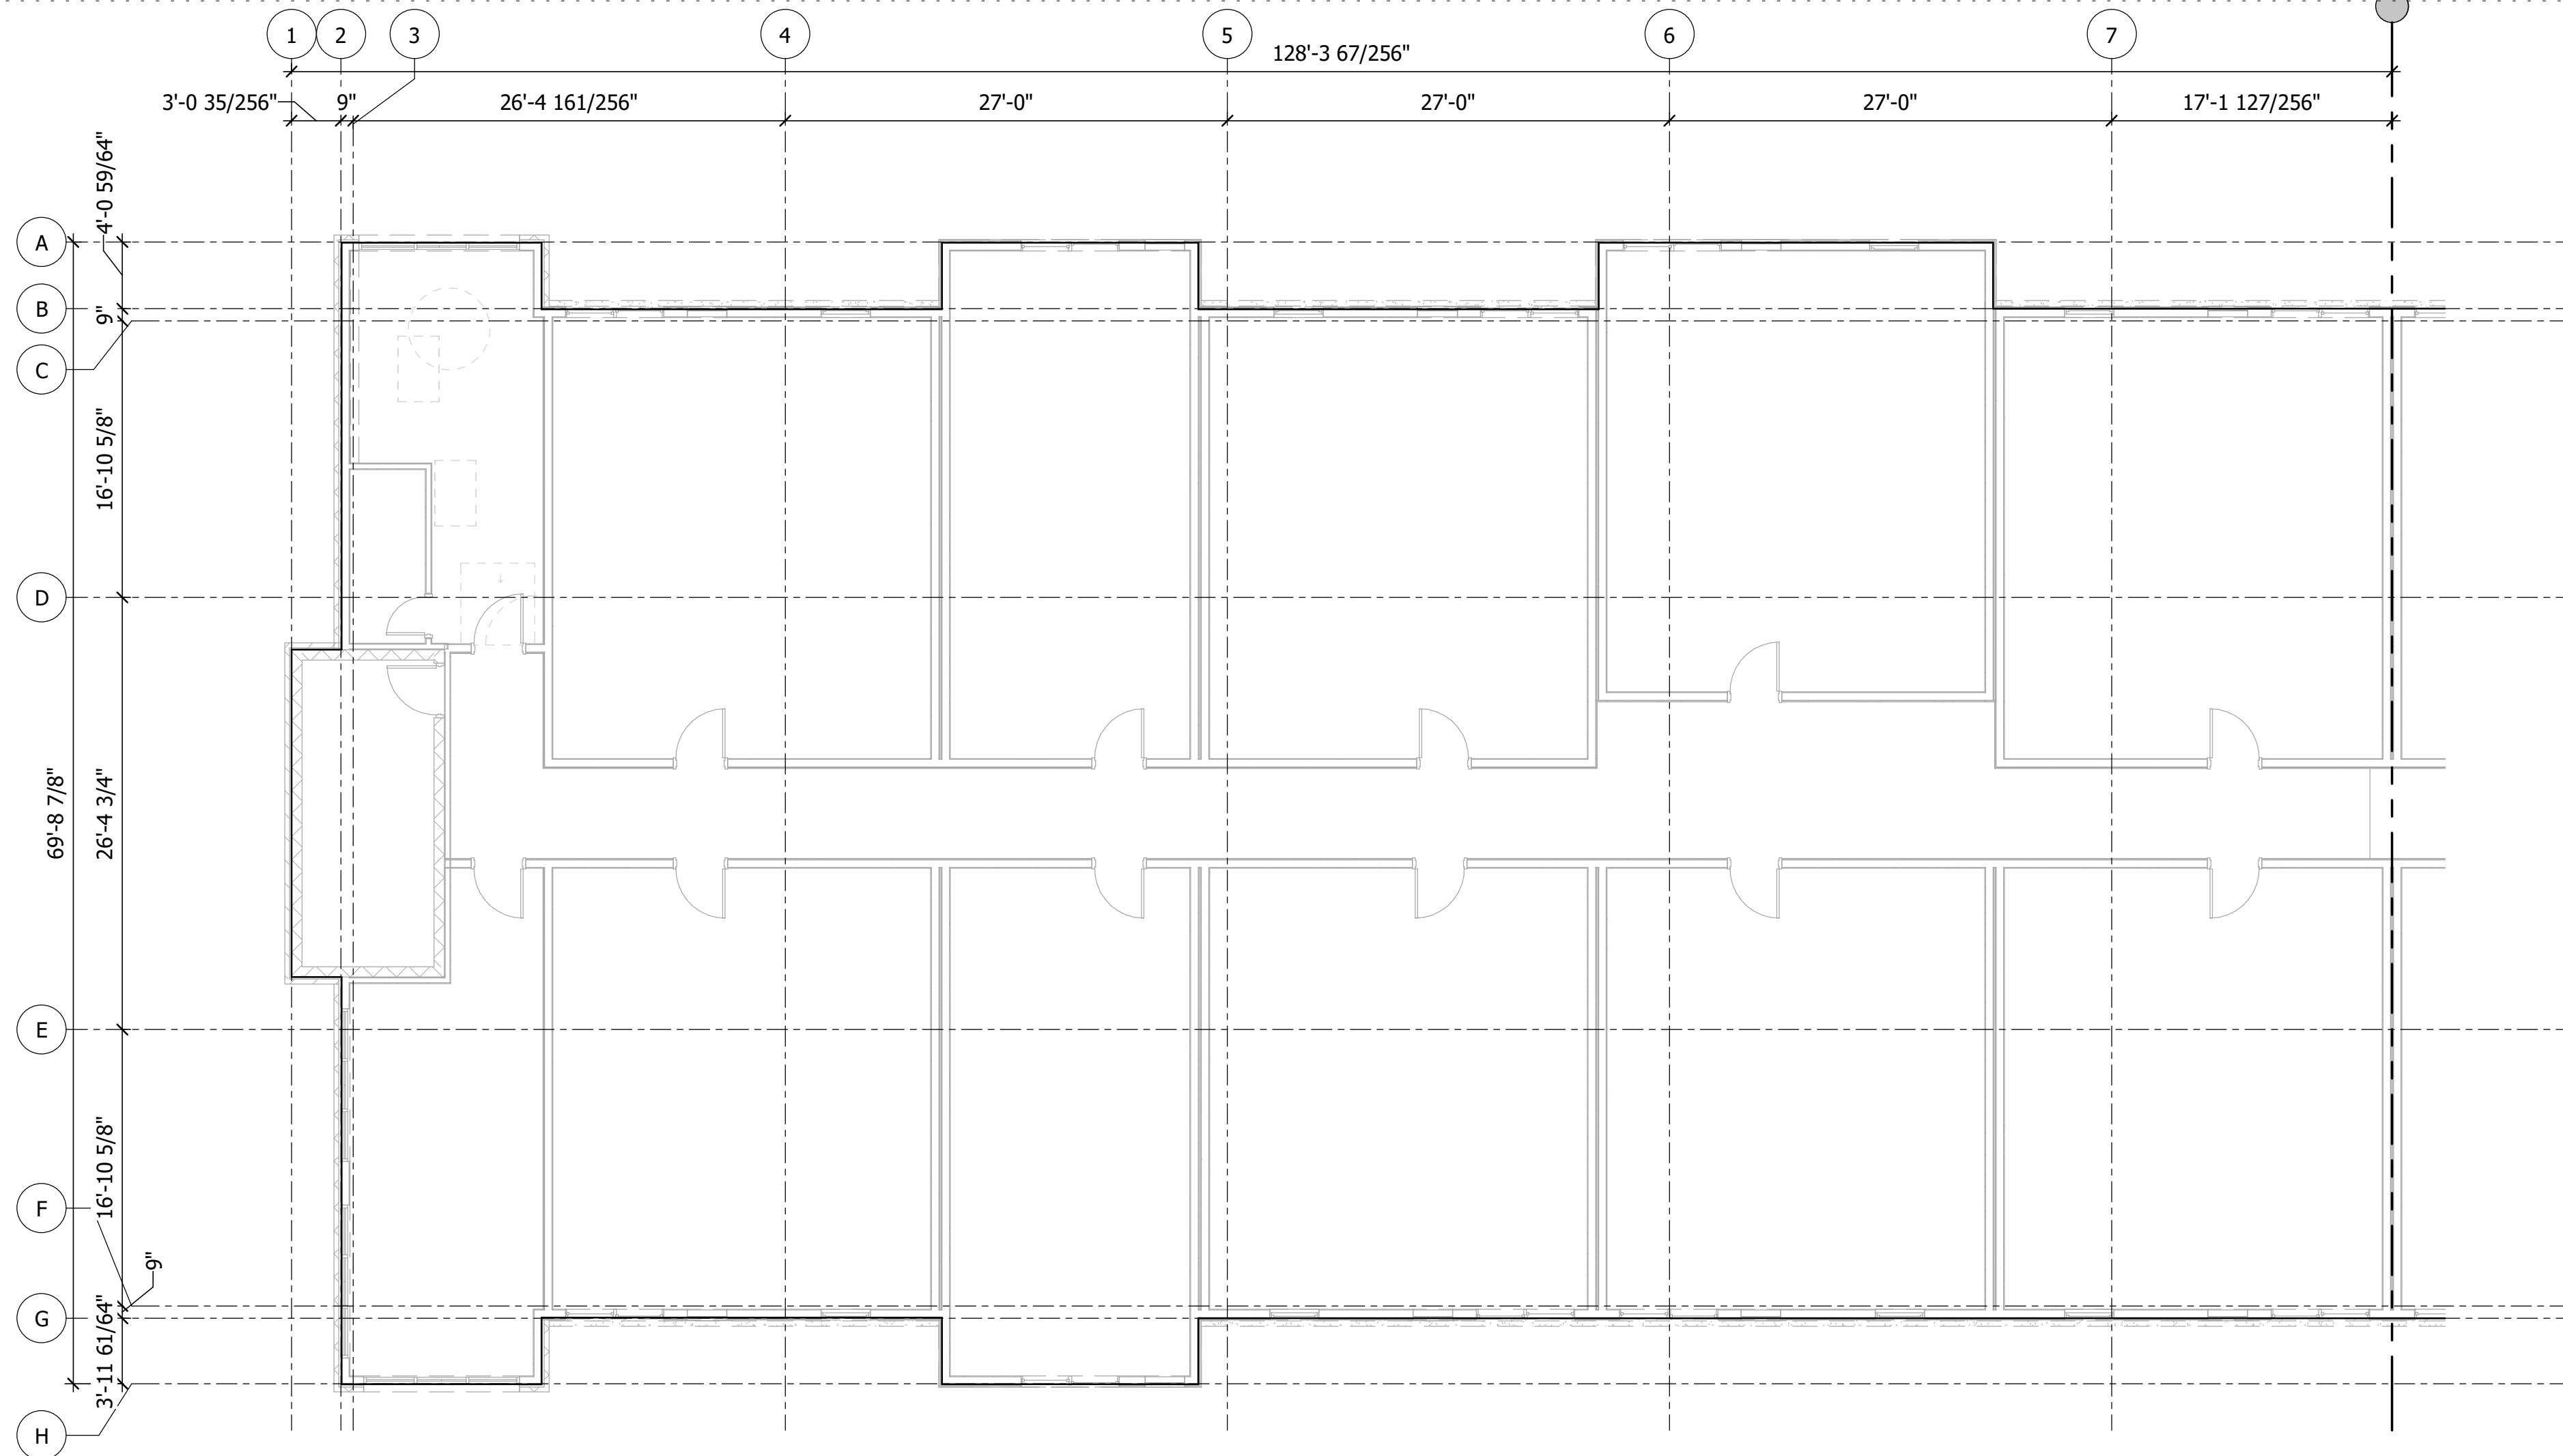 1 2 3 4 5 6 7
128'-3 67/256"
3'-0 35/256" 9" 26'-4 161/256" 27'-0" 27'-0" 27'-0" 17'-1 127/256"
4'-0 59/64"
A
B
9"
C
16'-10 5/8"
D
69'-8 7/8"
26'-4 3/4"
E
16'-10 5/8"
F
9"
G
3'-11 61/64"
H